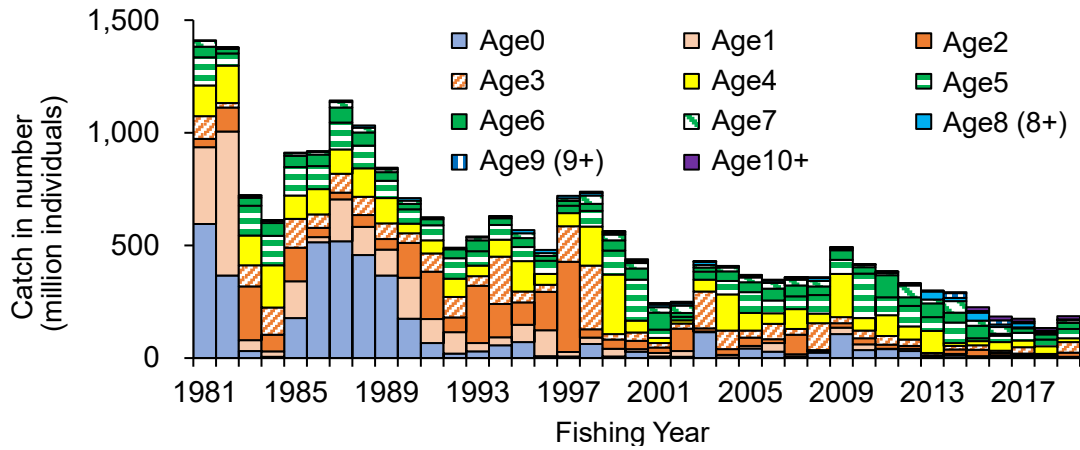 Catch in number
(million individuals)
1,500
1,000
500
0
Age0 Age1 Age2
Age3 Age4 Age5
Age6 Age7 Age8 (8+)
Age9 (9+) Age10+
1981 1985 1989 1993 1997 2001 2005 2009 2013 2017
Fishing Year